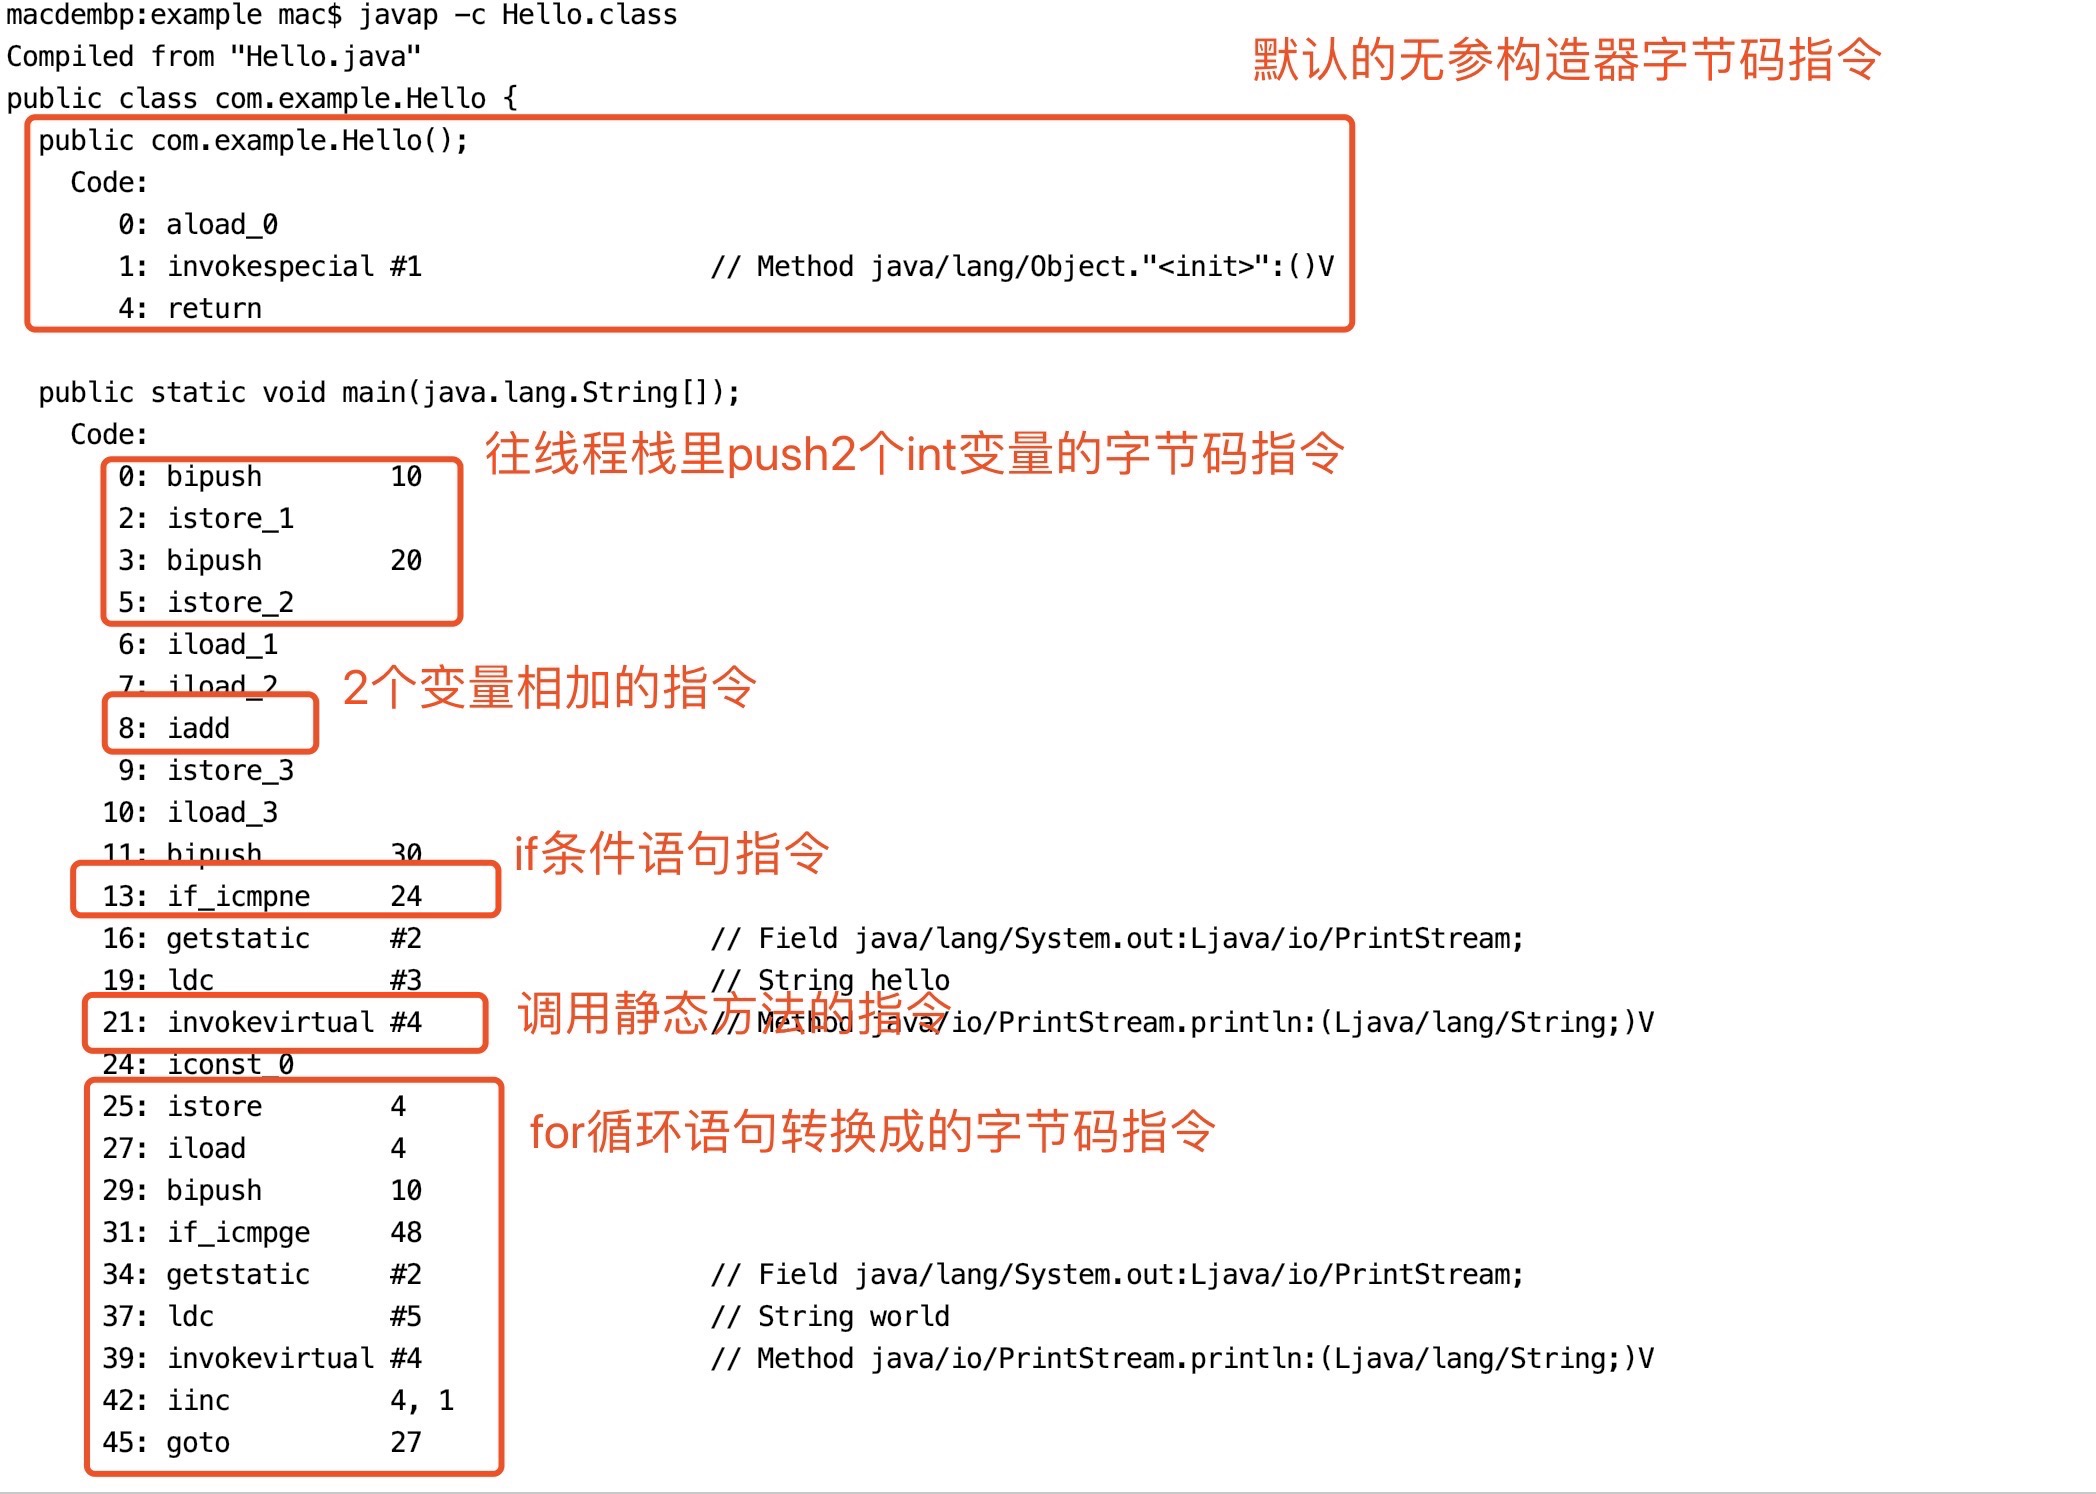 macdembp:example mac$ javap -c Hello.class
Compiled from "Hello.java"
默认的无参构造器字节码指令
public class com.example.Hello {
public com.example.Hello();
Code:
0: aload_0
1: invokespecial #1 // Method java/lang/Object."<init>":()V
4: return
public static void main(java.lang.String[]);
Code:
往线程栈里push2个int变量的字节码指令
0: bipush 10
2: istore_1
3: bipush 20
5: istore_2
6: iload_1
7: iload_2
2个变量相加的指令
8: iadd
9: istore_3
10: iload_3
11: bipush 30
if条件语句指令
13: if_icmpne 24
16: getstatic #2 // Field java/lang/System.out:Ljava/io/PrintStream;
19: ldc #3 // String hello
调用静态方法的指令
21: invokevirtual #4 // Method java/io/PrintStream.println:(Ljava/lang/String;)V
24: iconst_0
25: istore 4
for循环语句转换成的字节码指令
27: iload 4
29: bipush 10
31: if_icmpge 48
34: getstatic #2 // Field java/lang/System.out:Ljava/io/PrintStream;
37: ldc #5 // String world
39: invokevirtual #4 // Method java/io/PrintStream.println:(Ljava/lang/String;)V
42: iinc 4, 1
45: goto 27